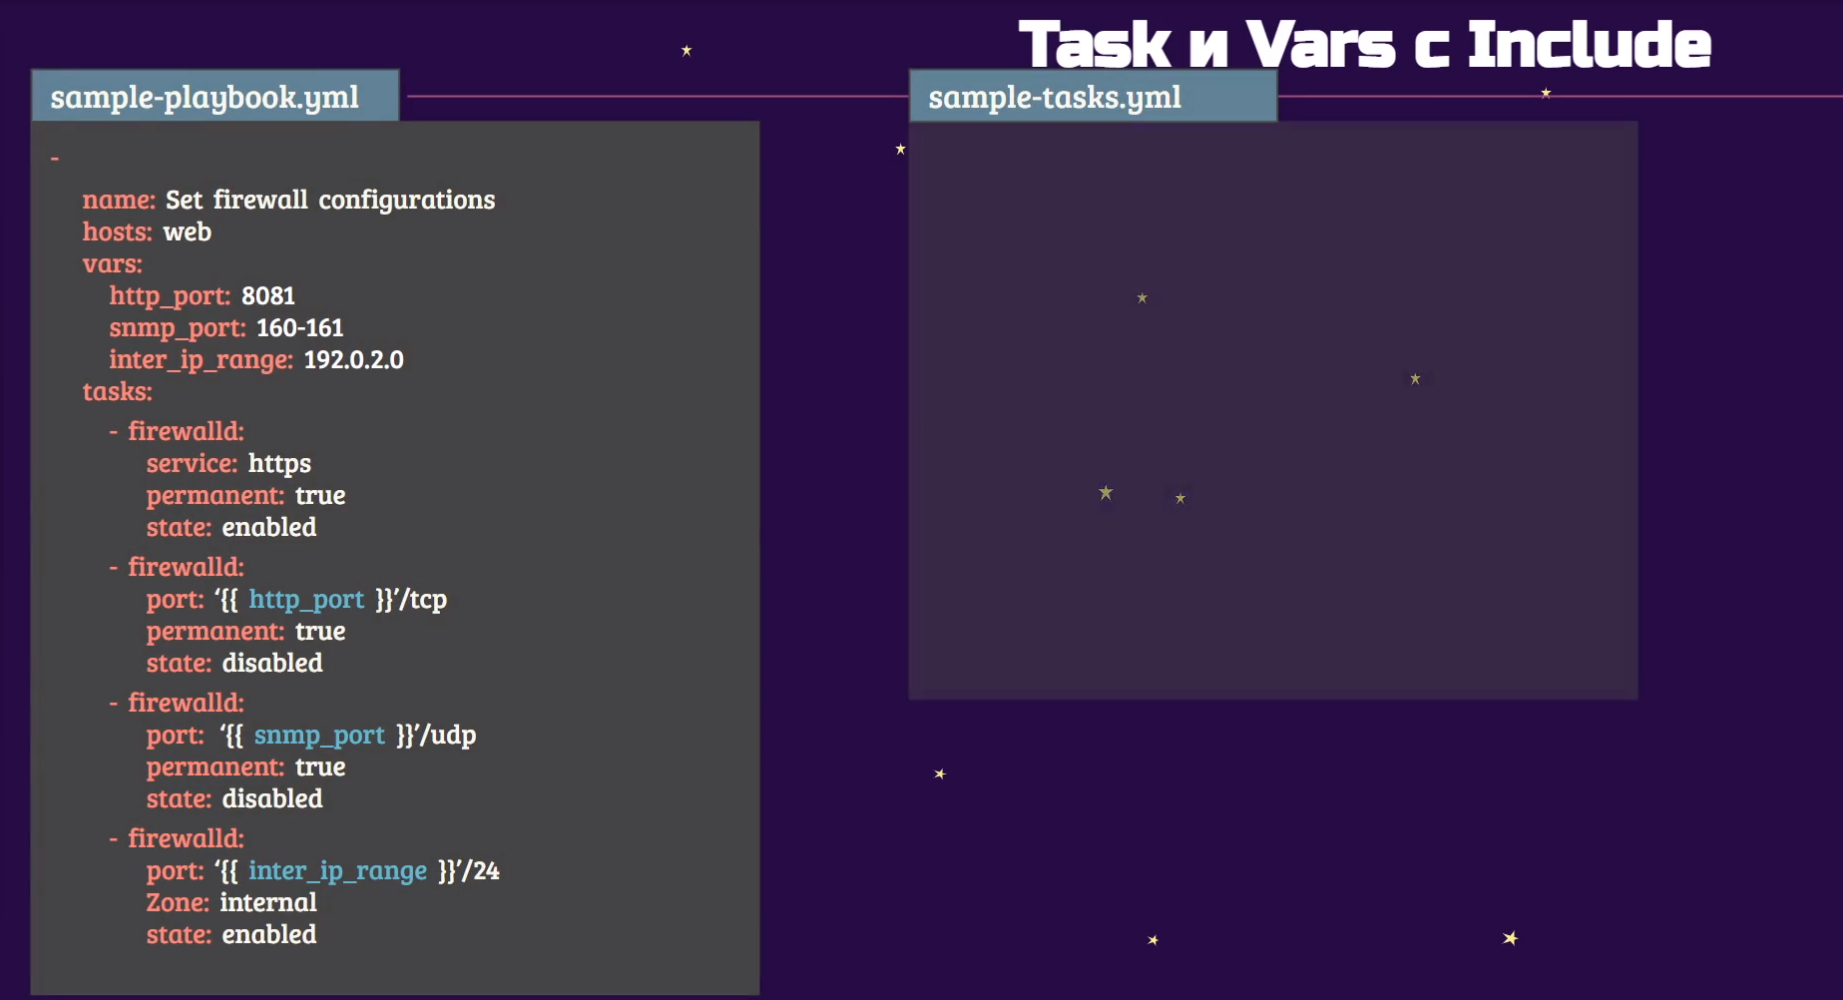 Task и Vars с Include
sample-playbook.yml
-
name: Set firewall configurations
hosts: web
vars:
http_port: 8081
snmp_port: 160-161
inter_ip_range: 192.0.2.0
tasks:
- firewalld:
service: https
permanent: true
state: enabled
- firewalld:
port: ‘{{ http_port }}’/tcp
permanent: true
state: disabled
- firewalld:
port: ‘{{ snmp_port }}’/udp
permanent: true
state: disabled
- firewalld:
port: ‘{{ inter_ip_range }}’/24
Zone: internal
state: enabled
sample-tasks.yml